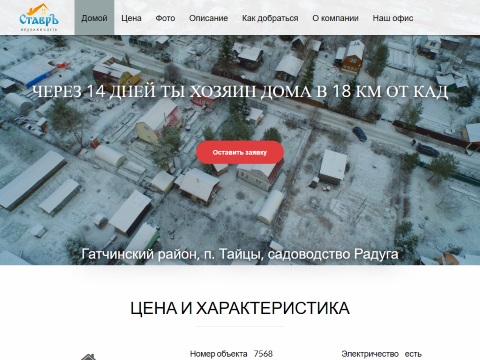 СтаврЪ
НЕДВИЖИМОСТЬ
Домой Цена Фото Описание Как добраться О компании Наш офис
ЧЕРЕЗ 14 ДНЕЙ ТЫ ХОЗЯИН ДОМА В 18 КМ ОТ КАД
Оставить заявку
Гатчинский район, п. Тайцы, садоводство Радуга
ЦЕНА И ХАРАКТЕРИСТИКА
Номер объекта 7568
Электричество есть